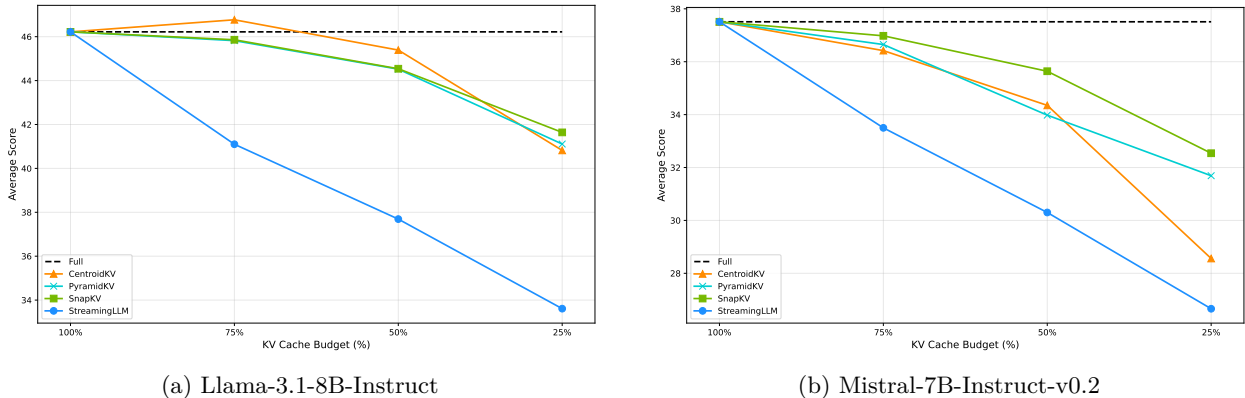 46
44
42
40
38
36
34
Average Score
Full
CentroidKV
PyramidKV
SnapKV
StreamingLLM
100%
75%
50%
25%
KV Cache Budget (%)
(a) Llama-3.1-8B-Instruct
38
36
34
32
30
28
Average Score
Full
CentroidKV
PyramidKV
SnapKV
StreamingLLM
100%
75%
50%
25%
KV Cache Budget (%)
(b) Mistral-7B-Instruct-v0.2